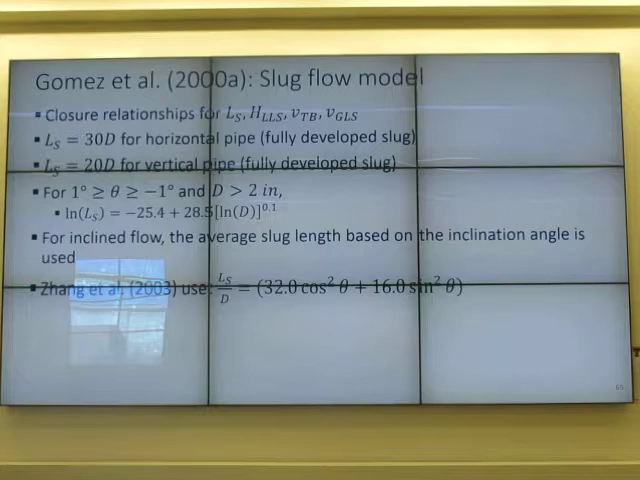 Gomez et al. (2000a): Slug flow model
▪ Closure relationships for L_S, H_LLS, v_TB, v_GLS
▪ L_S = 30D for horizontal pipe (fully developed slug)
▪ L_S = 20D for vertical pipe (fully developed slug)
▪ For 1° ≥ θ ≥ −1° and D > 2 in,
▪ ln(L_S) = −25.4 + 28.5[ln(D)]^0.1
▪ For inclined flow, the average slug length based on the inclination angle is
used
▪ Zhang et al. (2003) use: L_S/D = (32.0 cos² θ + 16.0 sin² θ)
65